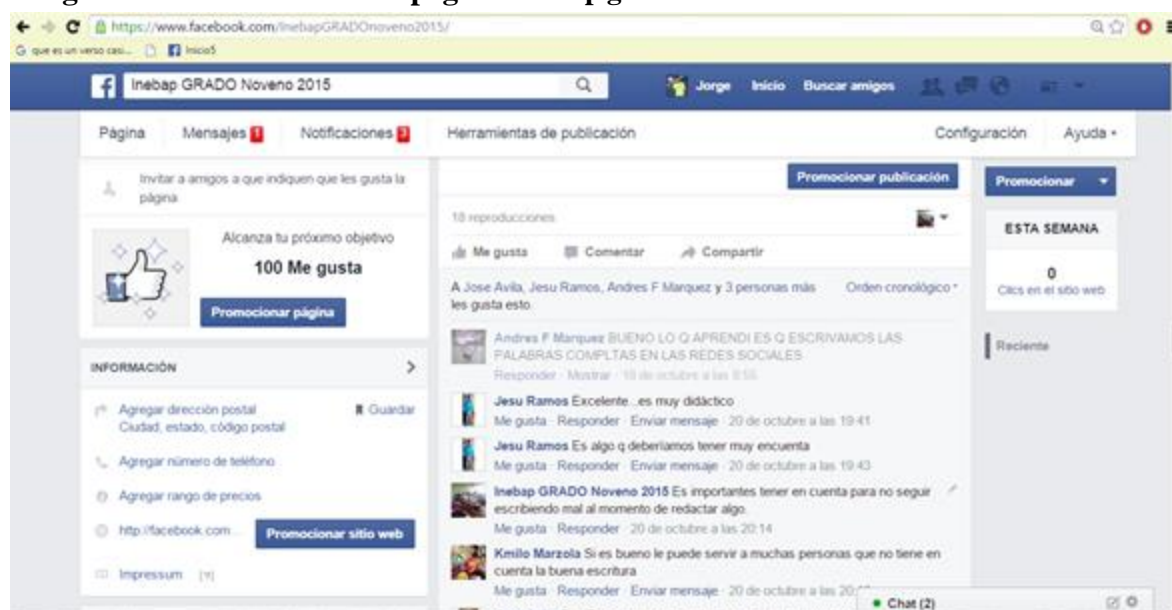 https://www.facebook.com/InebapGRADOnoveno2015/
G que es un verso casi... Inicio5
Inebap GRADO Noveno 2015
Jorge Inicio Buscar amigos
Página Mensajes 1 Notificaciones 3 Herramientas de publicación Configuración Ayuda
Invitar a amigos a que indiquen que les gusta la
página
Alcanza tu próximo objetivo
100 Me gusta
Promocionar página
INFORMACIÓN
Agregar dirección postal Guardar
Ciudad, estado, código postal
Agregar número de teléfono
Agregar rango de precios
http://facebook.com... Promocionar sitio web
Impressum [?]
Promocionar publicación
18 reproducciones
Me gusta Comentar Compartir
A Jose Avila, Jesu Ramos, Andres F Marquez y 3 personas más Orden cronológico
les gusta esto.
Andres F Marquez BUENO LO Q APRENDI ES Q ESCRIVAMOS LAS
PALABRAS COMPLTAS EN LAS REDES SOCIALES
Responder · Mostrar · de octubre a las
Jesu Ramos Excelente...es muy didáctico
Me gusta · Responder · Enviar mensaje · 20 de octubre a las 19:41
Jesu Ramos Es algo q deberíamos tener muy encuenta
Me gusta · Responder · Enviar mensaje · 20 de octubre a las 19:43
Inebap GRADO Noveno 2015 Es importantes tener en cuenta para no seguir
escribiendo mal al momento de redactar algo.
Me gusta · Responder · 20 de octubre a las 20:14
Kmilo Marzola Si es bueno le puede servir a muchas personas que no tiene en
cuenta la buena escritura
Me gusta · Responder · Enviar mensaje · 20 de octubre a las
Promocionar
ESTA SEMANA
0
Clics en el sitio web
Reciente
Chat (2)